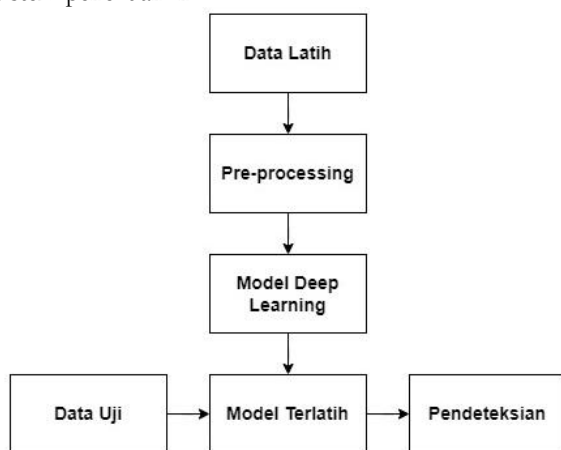 Data Latih
Pre-processing
Model Deep
Learning
Data Uji
Model Terlatih
Pendeteksian